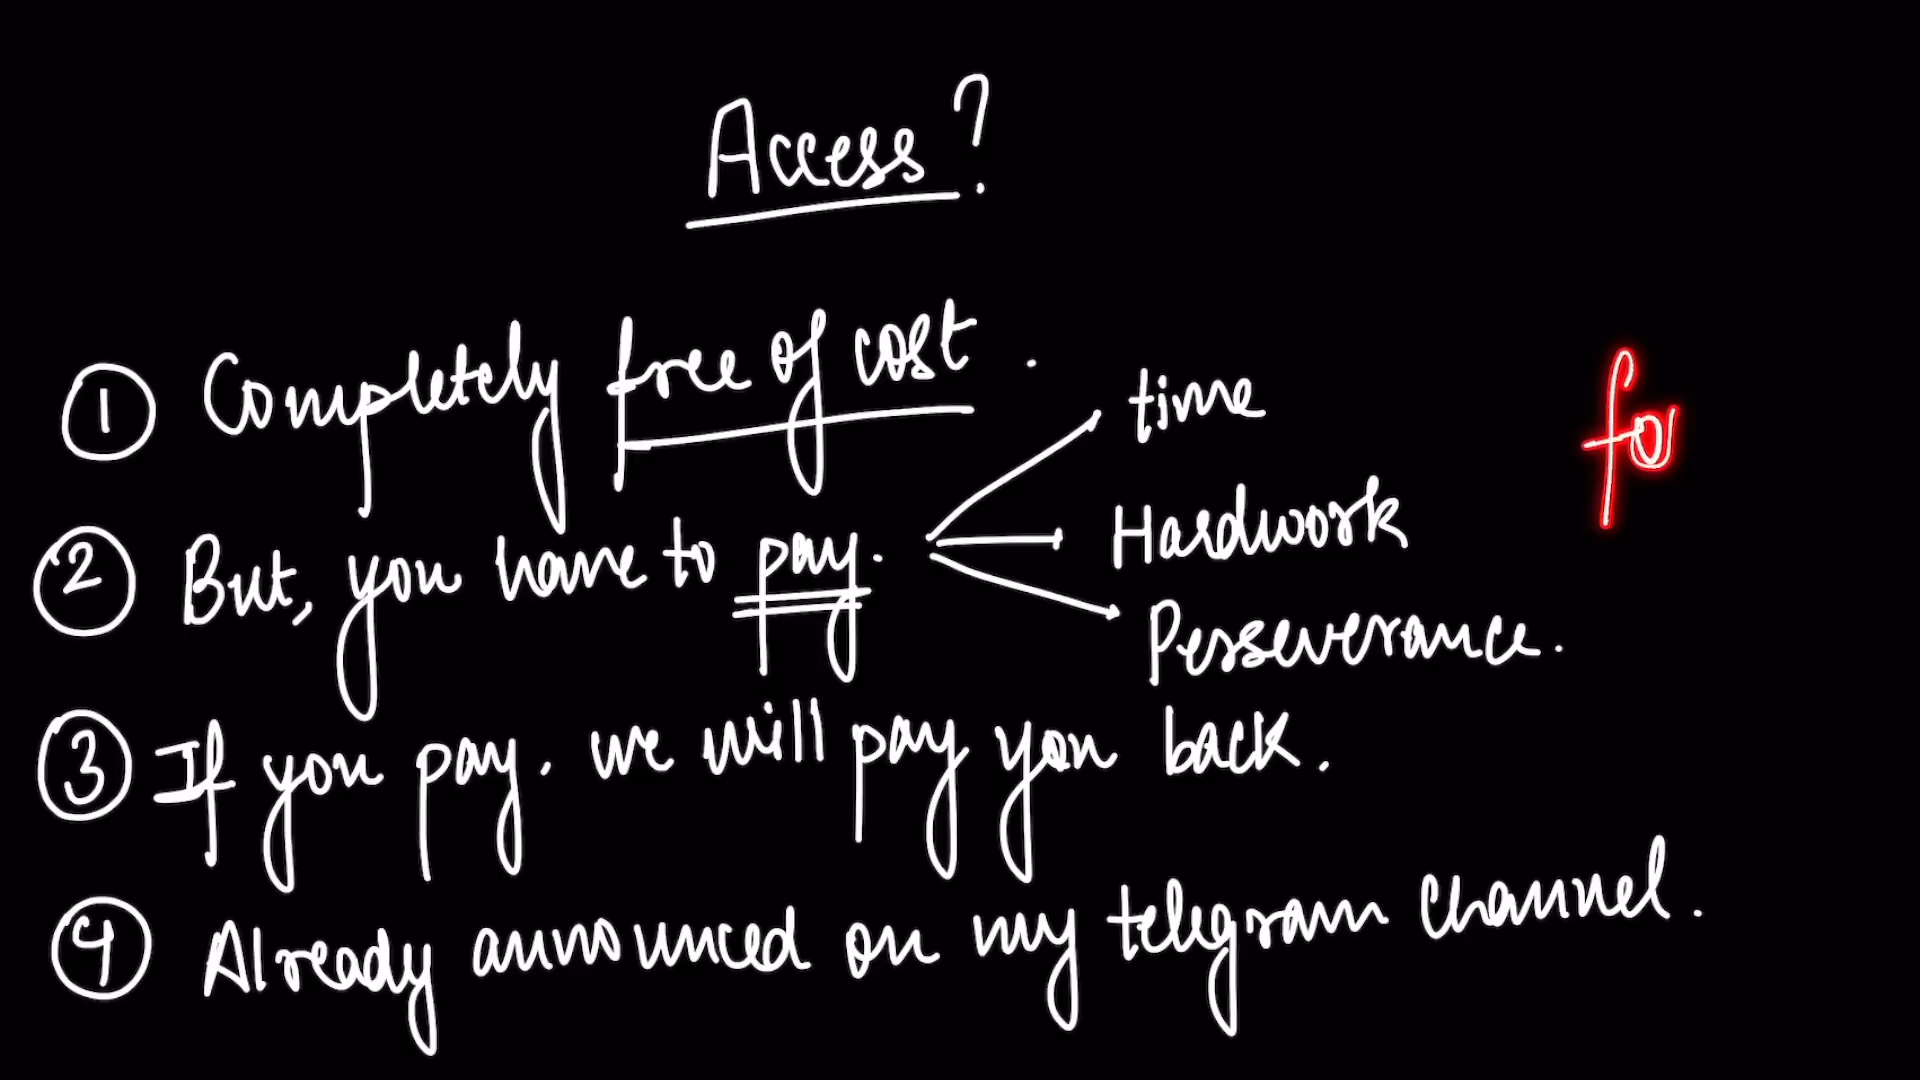 Access?
① Completely free of cost.
② But, you have to pay.
time
Hardwork
Perseverance.
③ If you pay, we will pay you back.
④ Already announced on my telegram channel.
fo